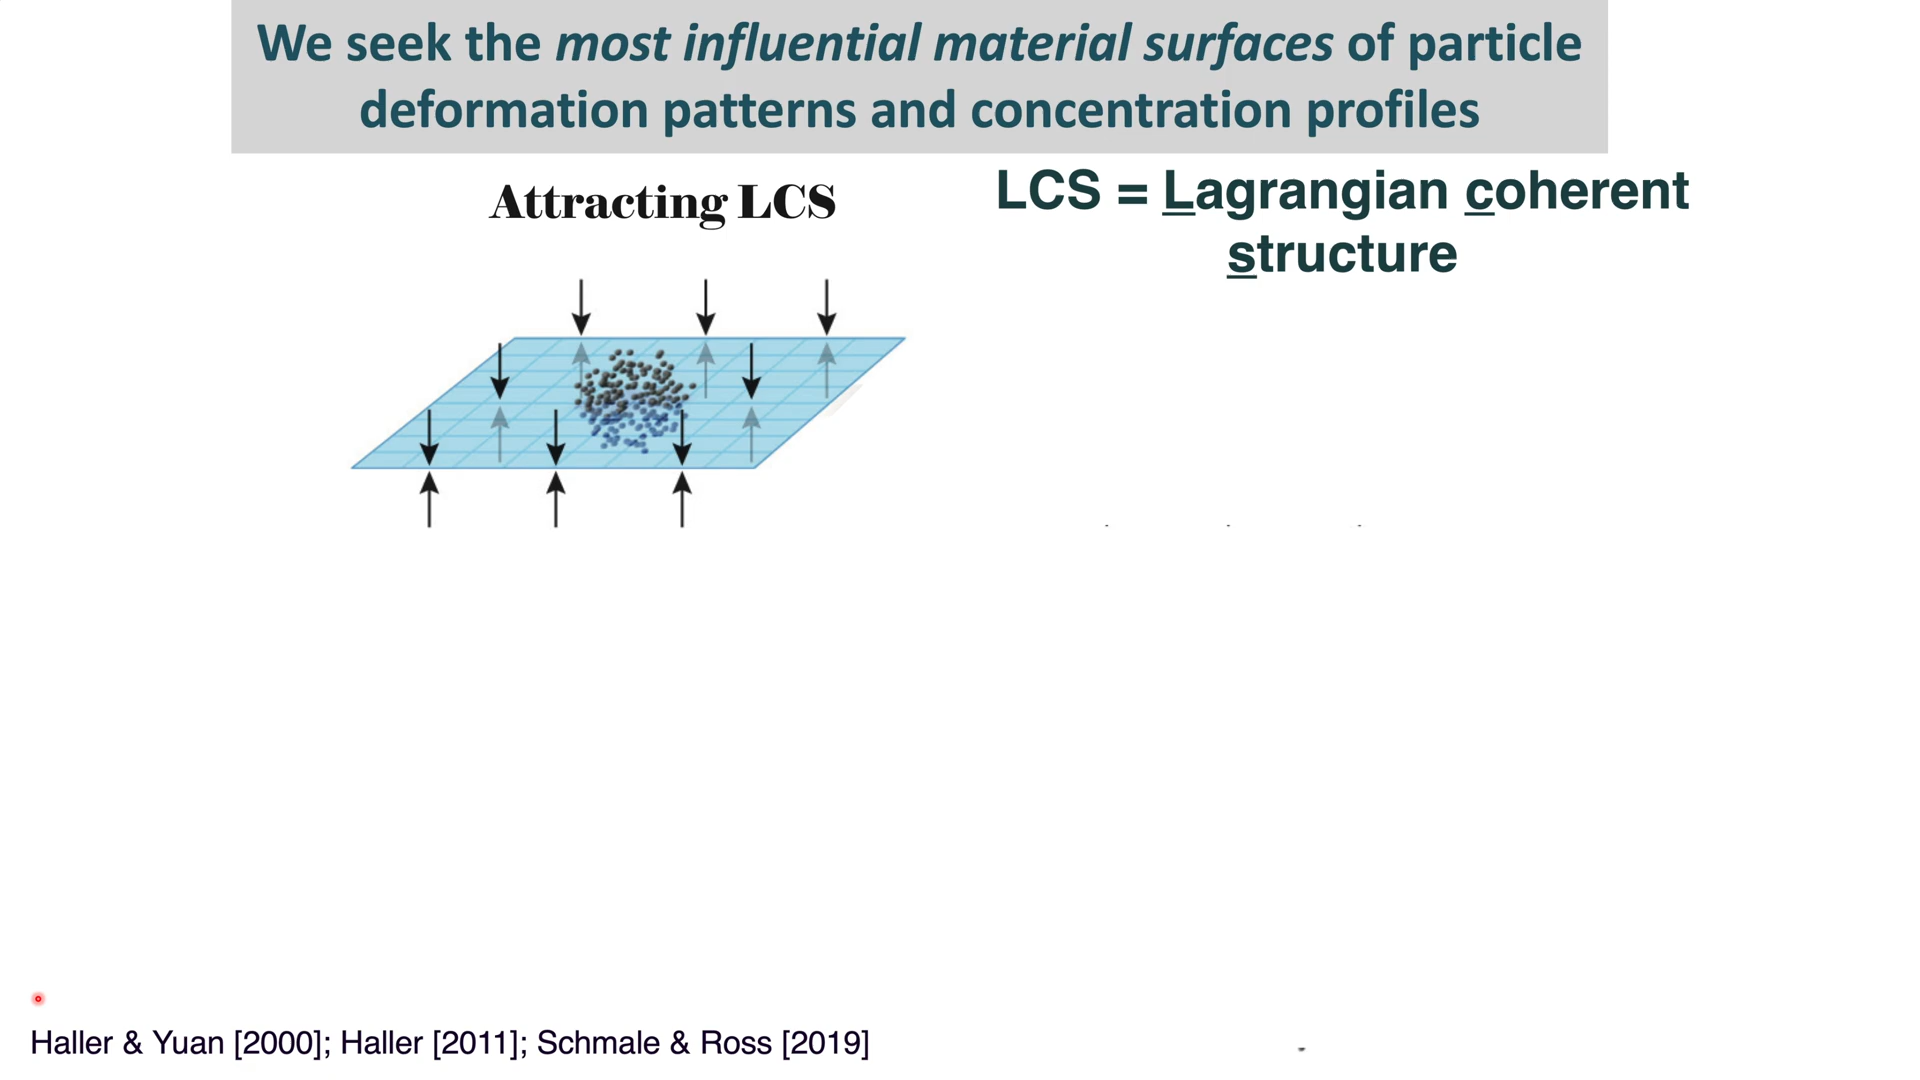 We seek the most influential material surfaces of particle
deformation patterns and concentration profiles
Attracting LCS
LCS = Lagrangian coherent
structure
Haller & Yuan [2000]; Haller [2011]; Schmale & Ross [2019]